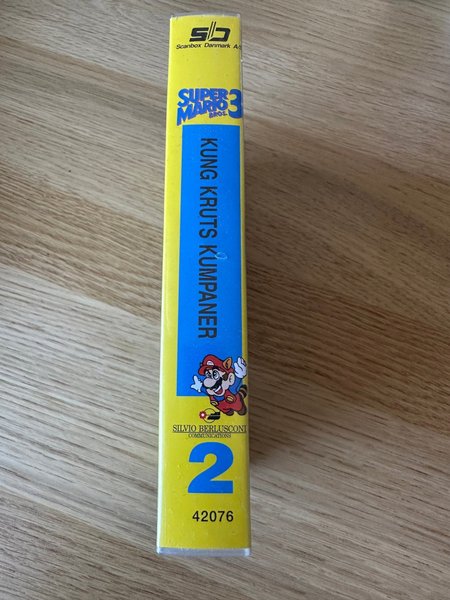 Scanbox Danmark A/S
SUPER
MARIO 3
BROS.
KUNG KRUTS KUMPANER
SILVIO BERLUSCONI
COMMUNICATIONS
2
42076